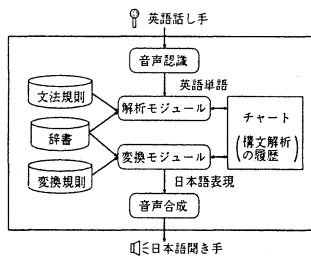 英語話し手
音声認識
英語単語
文法規則
解析モジュール
チャート
(構文解析
の履歴)
辞書
変換モジュール
変換規則
日本語表現
音声合成
日本語聞き手